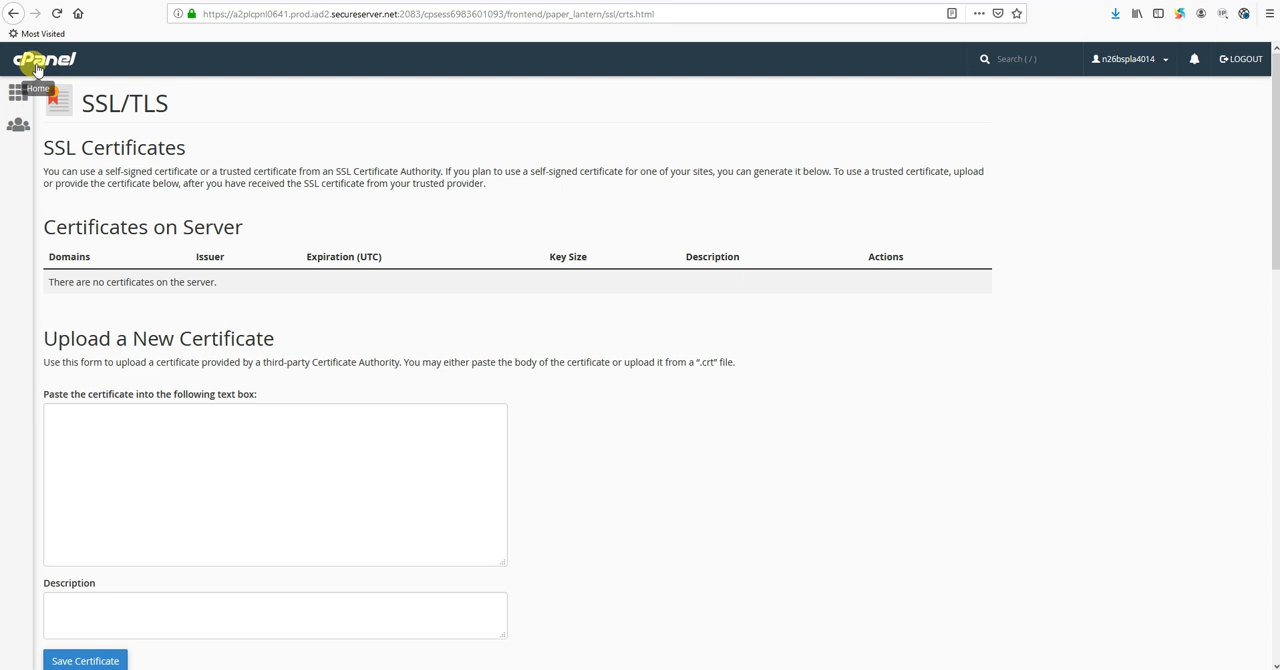 https://a2plcpnl0641.prod.iad2.secureserver.net:2083/cpsess6983601093/frontend/paper_lantern/ssl/crts.html
Most Visited
cPanel
Search ( / )
n26bspla4014
LOGOUT
Home
SSL/TLS
SSL Certificates
You can use a self-signed certificate or a trusted certificate from an SSL Certificate Authority. If you plan to use a self-signed certificate for one of your sites, you can generate it below. To use a trusted certificate, upload
or provide the certificate below, after you have received the SSL certificate from your trusted provider.
Certificates on Server
Domains Issuer Expiration (UTC) Key Size Description Actions
There are no certificates on the server.
Upload a New Certificate
Use this form to upload a certificate provided by a third-party Certificate Authority. You may either paste the body of the certificate or upload it from a “.crt” file.
Paste the certificate into the following text box:
Description
Save Certificate